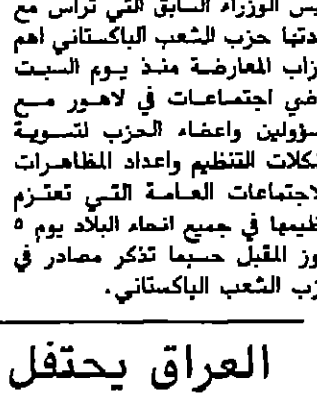 يس الوزراء السابق التي تراس مع
دتها حزب الشعب الباكستاني اهم
زاب المعارضة منذ يوم السبت
اضي اجتماعات في لاهور مع
سؤولين واعضاء الحزب لتسوية
كلات التنظيم واعداد المظاهرات
لاجتماعات العامة التي تعتزم
ظيمها في جميع انحاء البلاد يوم ٥
وز المقبل حسبما تذكر مصادر في
زب الشعب الباكستاني.
العراق يحتفل